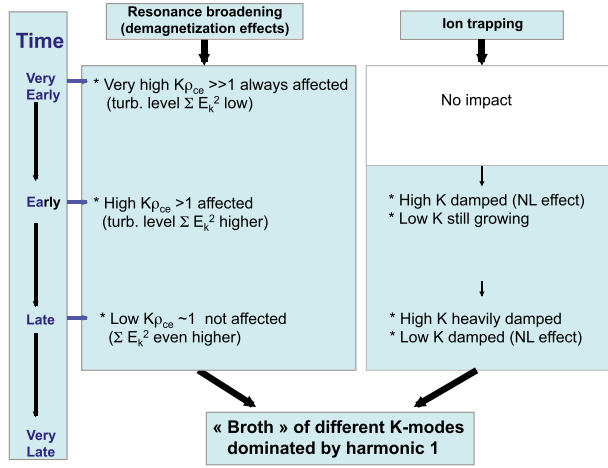 Resonance broadening
(demagnetization effects)
Ion trapping
Time
Very
Early
* Very high Kρce >>1 always affected
(turb. level Σ Ek² low)
No impact
Early
* High Kρce >1 affected
(turb. level Σ Ek² higher)
* High K damped (NL effect)
* Low K still growing
Late
* Low Kρce ~1 not affected
(Σ Ek² even higher)
* High K heavily damped
* Low K damped (NL effect)
Very
Late
« Broth » of different K-modes
dominated by harmonic 1